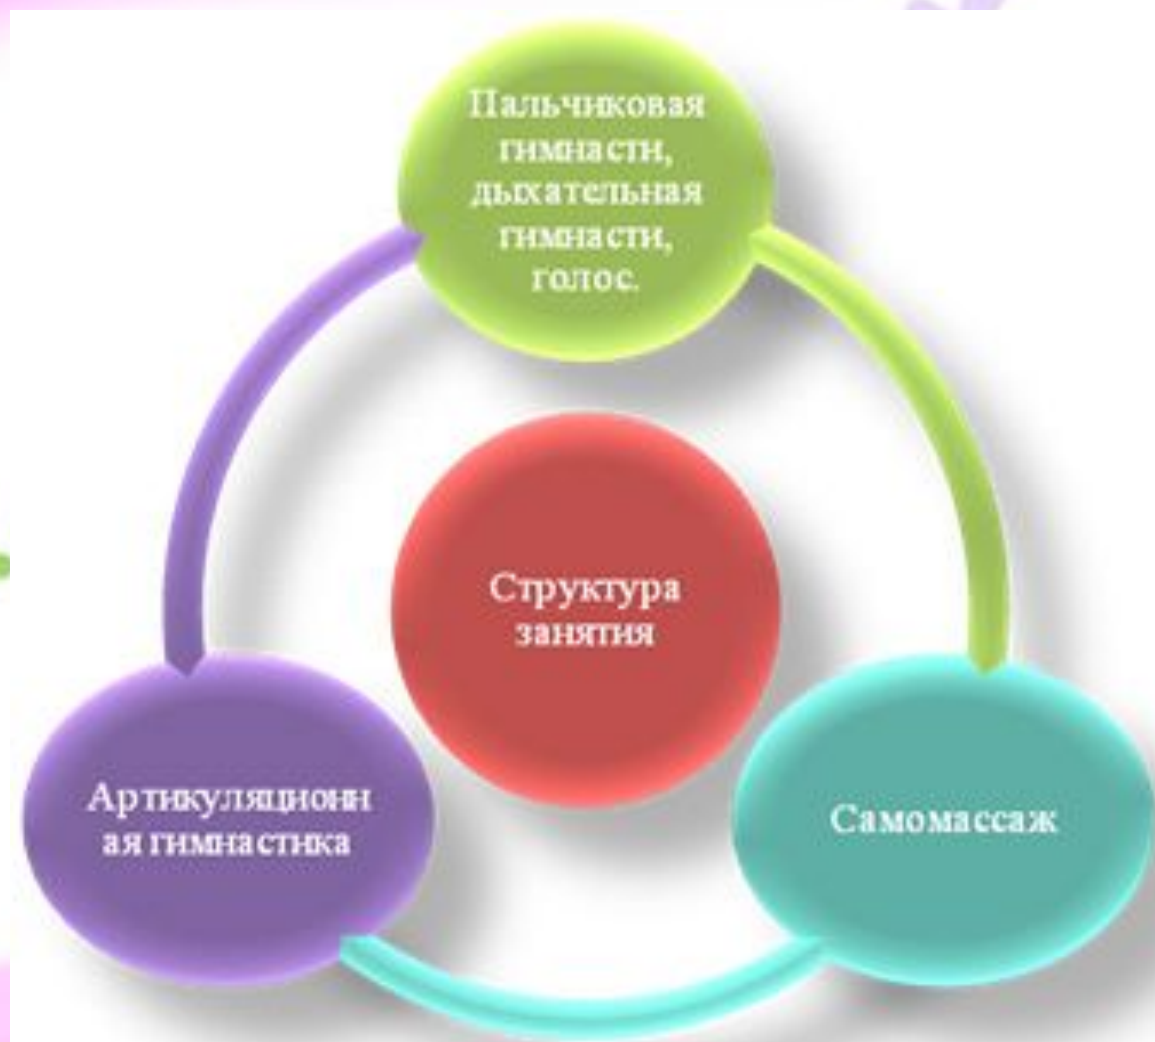 Пальчиковая
гимнасти,
дыхательная
гимнасти,
голос.
Структура
занятия
Артикуляционн
ая гимнастика
Самомассаж